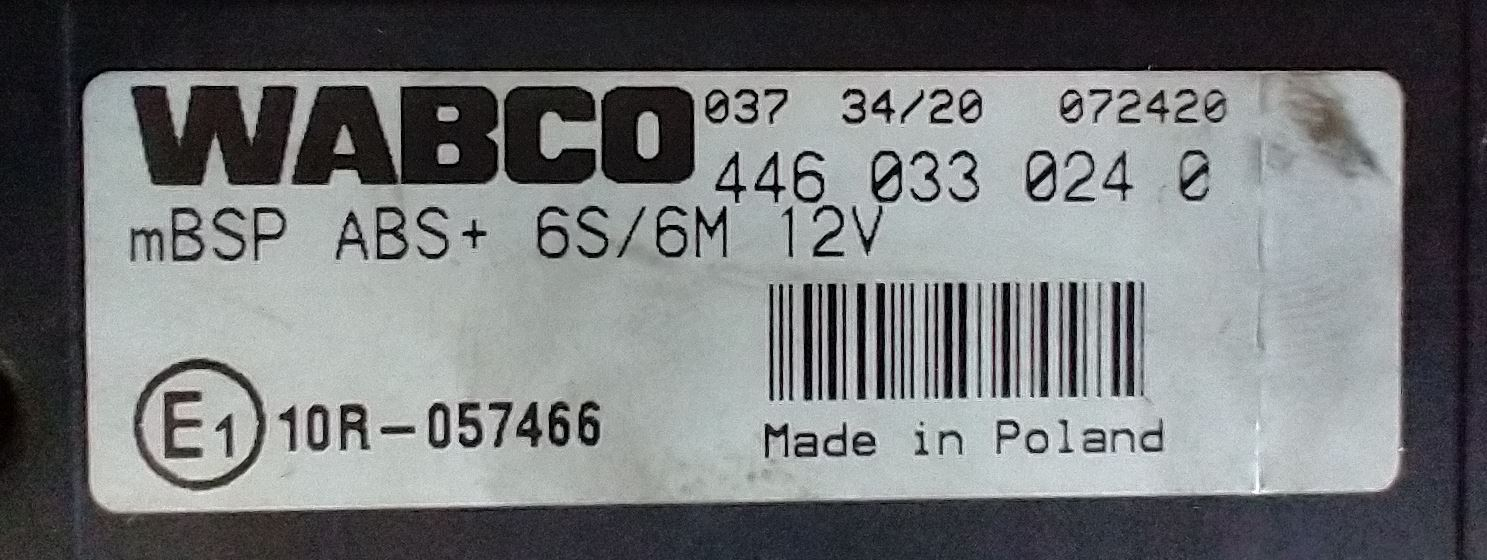 WABCO 037 34/20 072420
446 033 024 0
mBSP ABS+ 6S/6M 12V
E1 10R-057466
Made in Poland